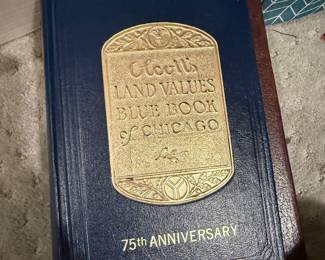 Olcott's
LAND VALUES
BLUE BOOK
of CHICAGO
75th ANNIVERSARY